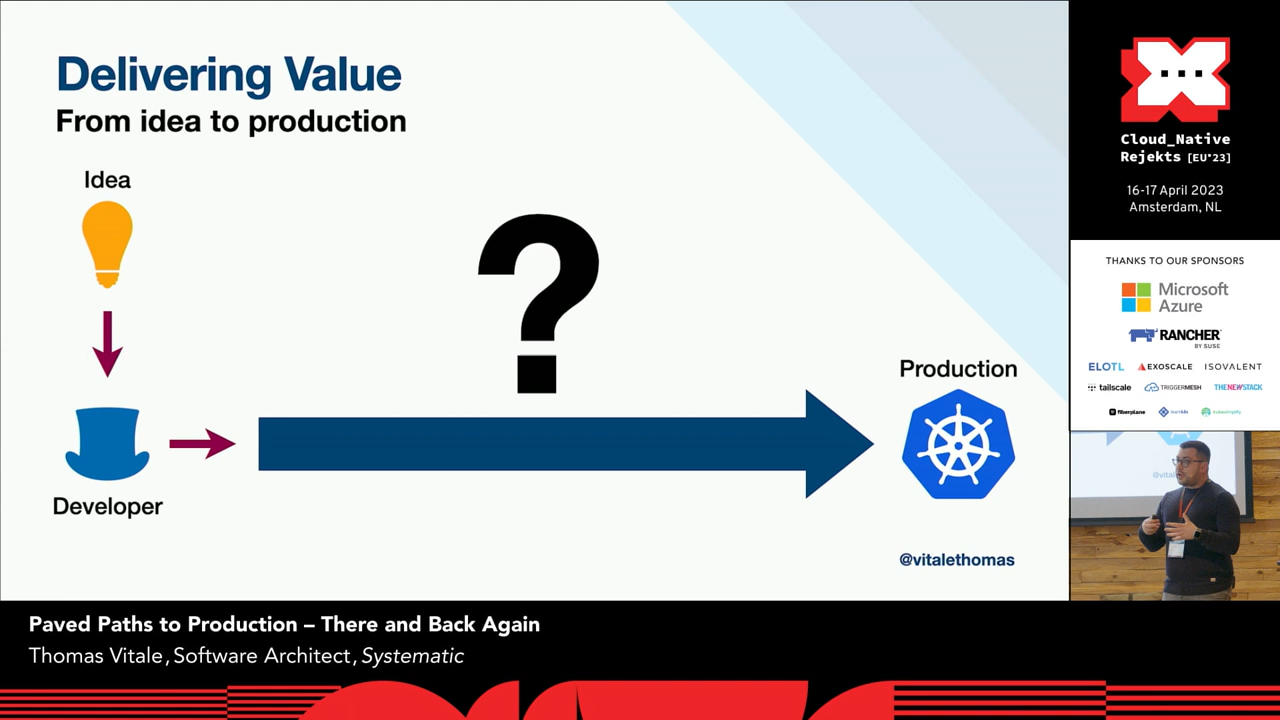 Delivering Value
From idea to production
Idea
?
Production
Developer
@vitalethomas
Cloud_Native
Rejekts [EU'23]
16-17 April 2023
Amsterdam, NL
THANKS TO OUR SPONSORS
Microsoft
Azure
RANCHER
BY SUSE
ELOTL EXOSCALE ISOVALENT
tailscale TRIGGERMESH THENEWSTACK
fiberplane kubesimplify
Paved Paths to Production – There and Back Again
Thomas Vitale, Software Architect, Systematic